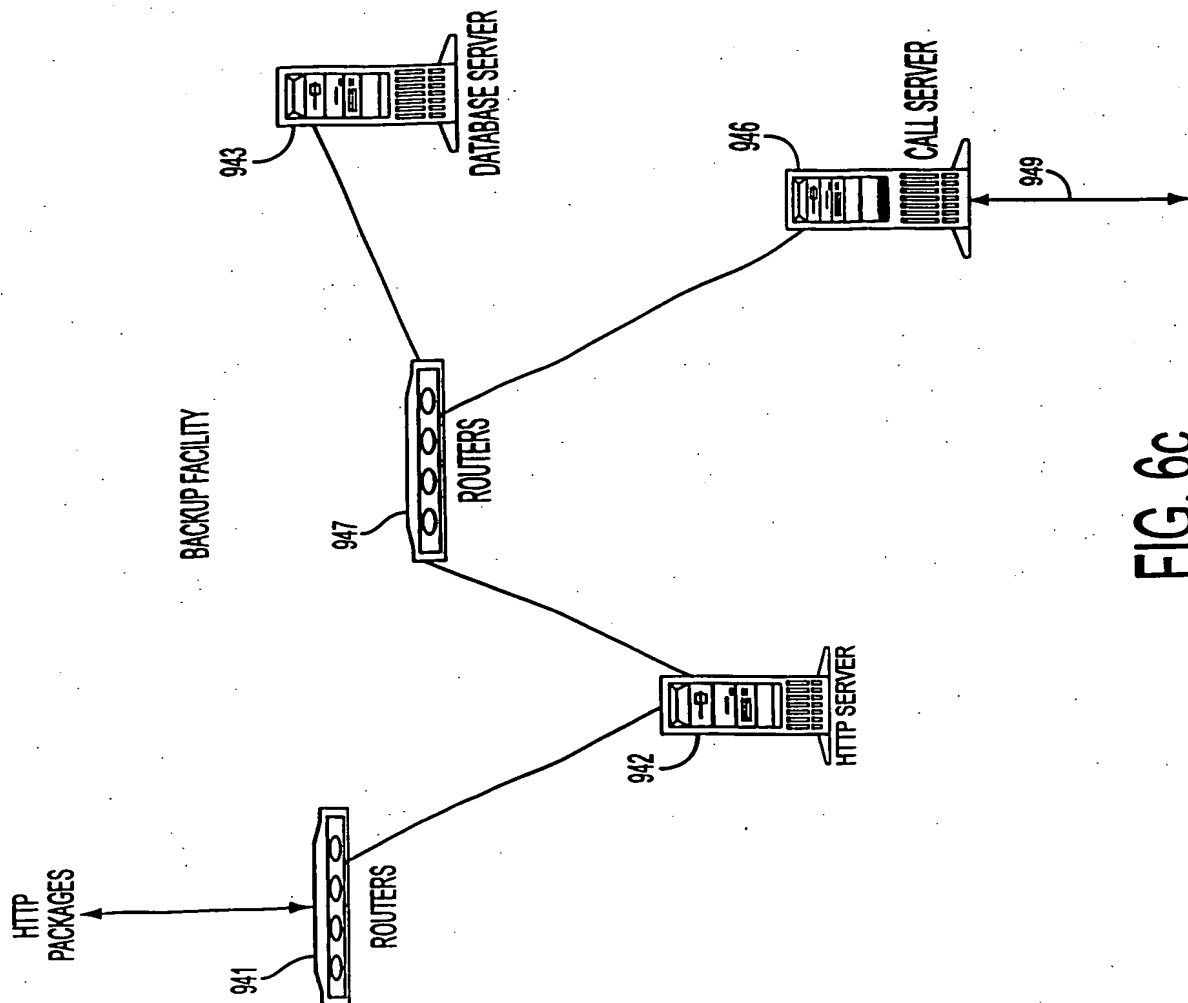 BACKUP FACILITY
HTTP
PACKAGES
941
ROUTERS
947
ROUTERS
943
DATABASE SERVER
942
HTTP SERVER
946
CALL SERVER
949
FIG. 6c